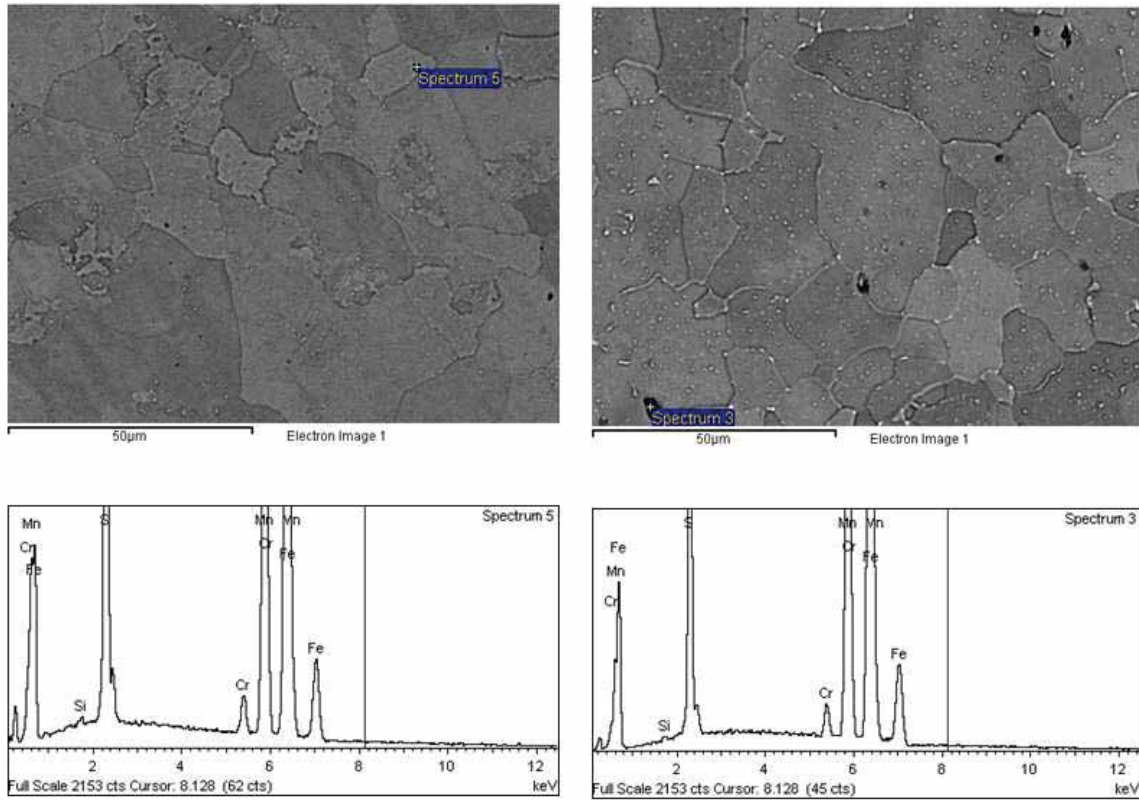 Spectrum 5
50µm
Electron Image 1
Spectrum 3
50µm
Electron Image 1
Spectrum 5
Mn
Cr
Fe
Si
S
Cr
Mn
Cr
Mn
Fe
Fe
2
4
6
8
10
12
Full Scale 2153 cts Cursor: 8.128 (62 cts)
keV
Spectrum 3
Fe
Mn
Cr
Si
S
Cr
Mn
Cr
Mn
Fe
Fe
2
4
6
8
10
12
Full Scale 2153 cts Cursor: 8.128 (45 cts)
keV